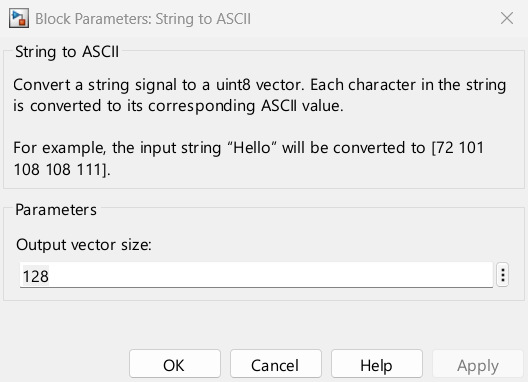 Block Parameters: String to ASCII
String to ASCII
Convert a string signal to a uint8 vector. Each character in the string
is converted to its corresponding ASCII value.
For example, the input string “Hello” will be converted to [72 101
108 108 111].
Parameters
Output vector size:
128
OK Cancel Help Apply